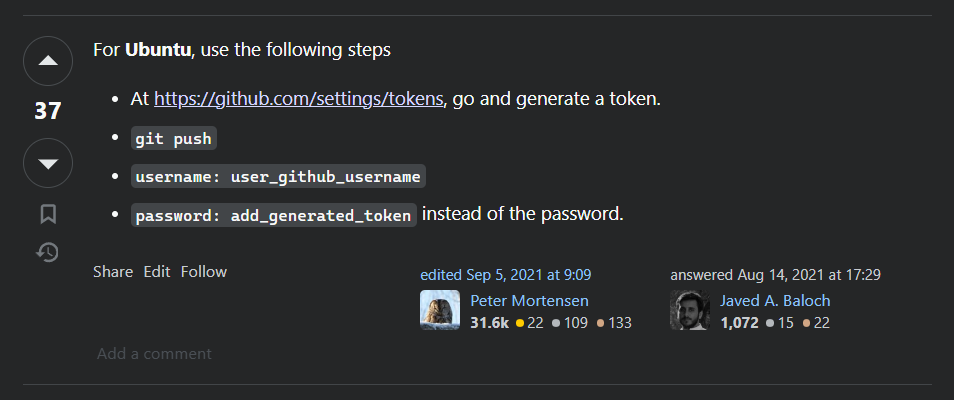 For Ubuntu, use the following steps
37
• At https://github.com/settings/tokens, go and generate a token.
• git push
• username: user_github_username
• password: add_generated_token instead of the password.
Share Edit Follow
edited Sep 5, 2021 at 9:09
Peter Mortensen
31.6k 22 109 133
answered Aug 14, 2021 at 17:29
Javed A. Baloch
1,072 15 22
Add a comment